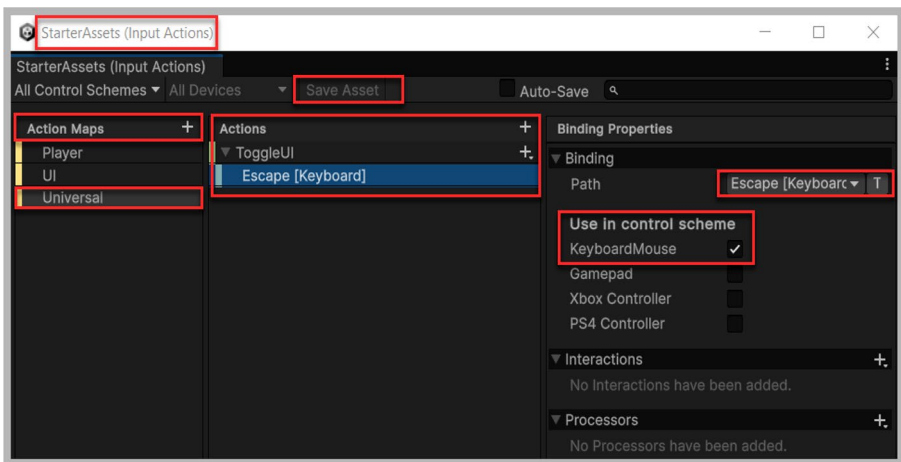 StarterAssets (Input Actions)
StarterAssets (Input Actions)
All Control Schemes All Devices Save Asset Auto-Save
Action Maps +
Player
UI
Universal
Actions +
ToggleUI +
Escape [Keyboard]
Binding Properties
Binding
Path Escape [Keyboarc T
Use in control scheme
KeyboardMouse
Gamepad
Xbox Controller
PS4 Controller
Interactions +
No Interactions have been added.
Processors +
No Processors have been added.